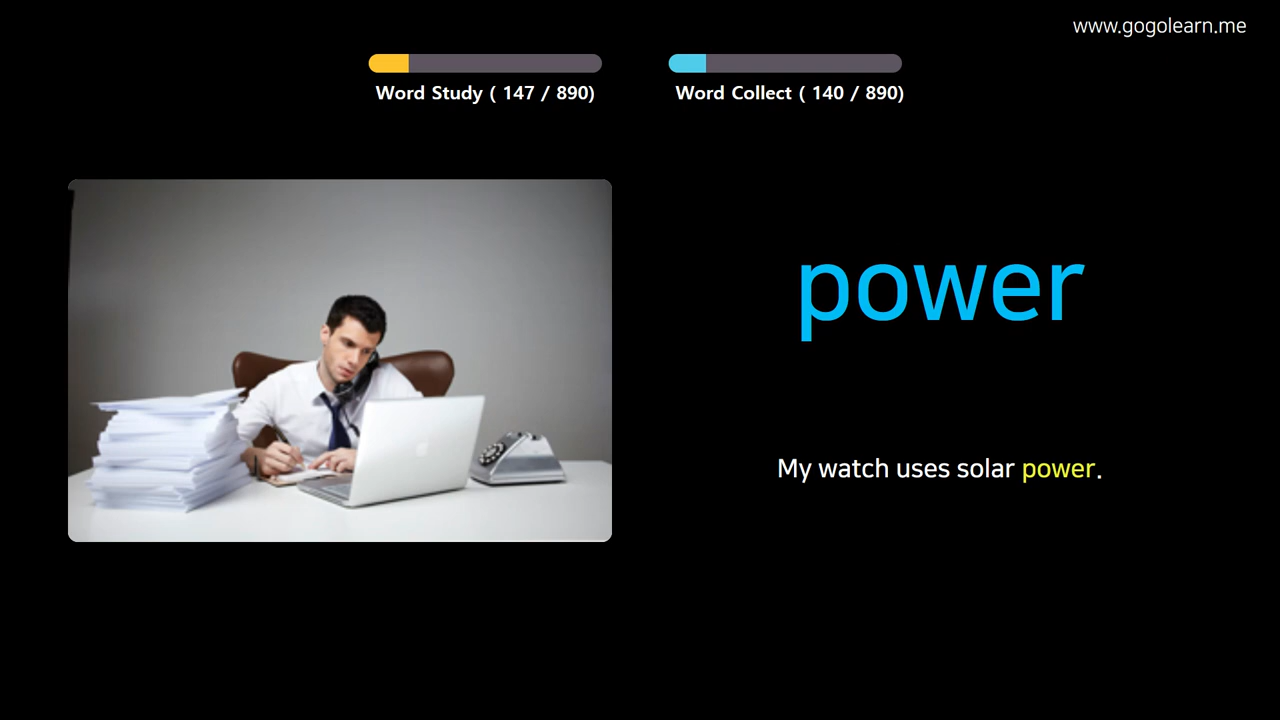 www.gogolearn.me
Word Study ( 147 / 890)
Word Collect ( 140 / 890)
power
My watch uses solar power.